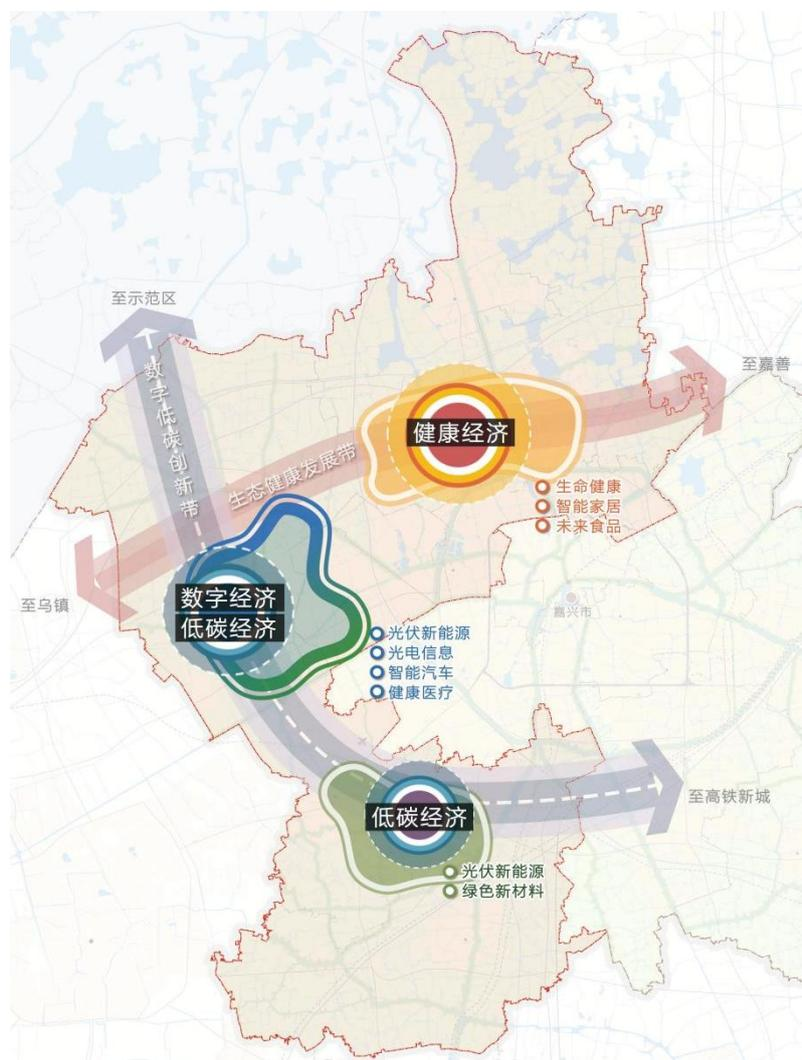 至示范区
数字低碳创新带
至嘉善
健康经济
生态健康发展带
生命健康
智能家居
未来食品
至乌镇
数字经济
低碳经济
嘉兴市
光伏新能源
光电信息
智能汽车
健康医疗
至高铁新城
低碳经济
光伏新能源
绿色新材料